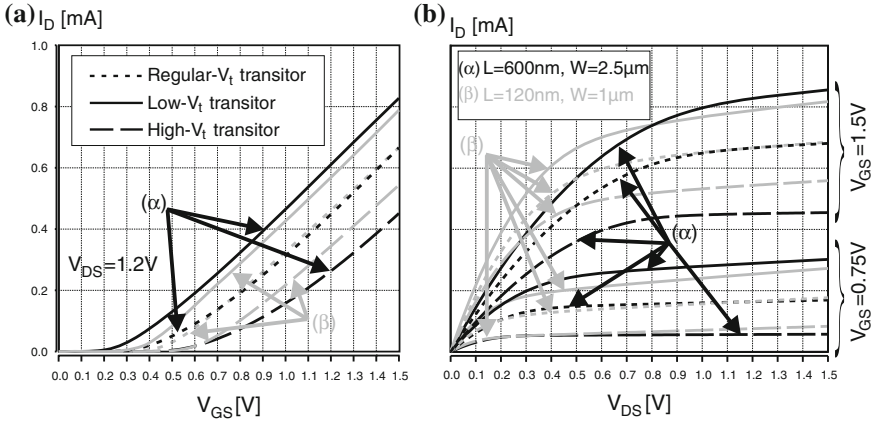 (a) I_D [mA]
1.0
0.8
0.6
0.4
0.2
0.0
Regular-V_t transitor
Low-V_t transitor
High-V_t transitor
(α)
V_DS=1.2V
(β)
0.0 0.1 0.2 0.3 0.4 0.5 0.6 0.7 0.8 0.9 1.0 1.1 1.2 1.3 1.4 1.5
V_GS [V]
(b) I_D [mA]
(α) L=600nm, W=2.5μm
(β) L=120nm, W=1μm
(β)
(α)
V_GS=1.5V
V_GS=0.75V
0.0 0.1 0.2 0.3 0.4 0.5 0.6 0.7 0.8 0.9 1.0 1.1 1.2 1.3 1.4 1.5
V_DS [V]